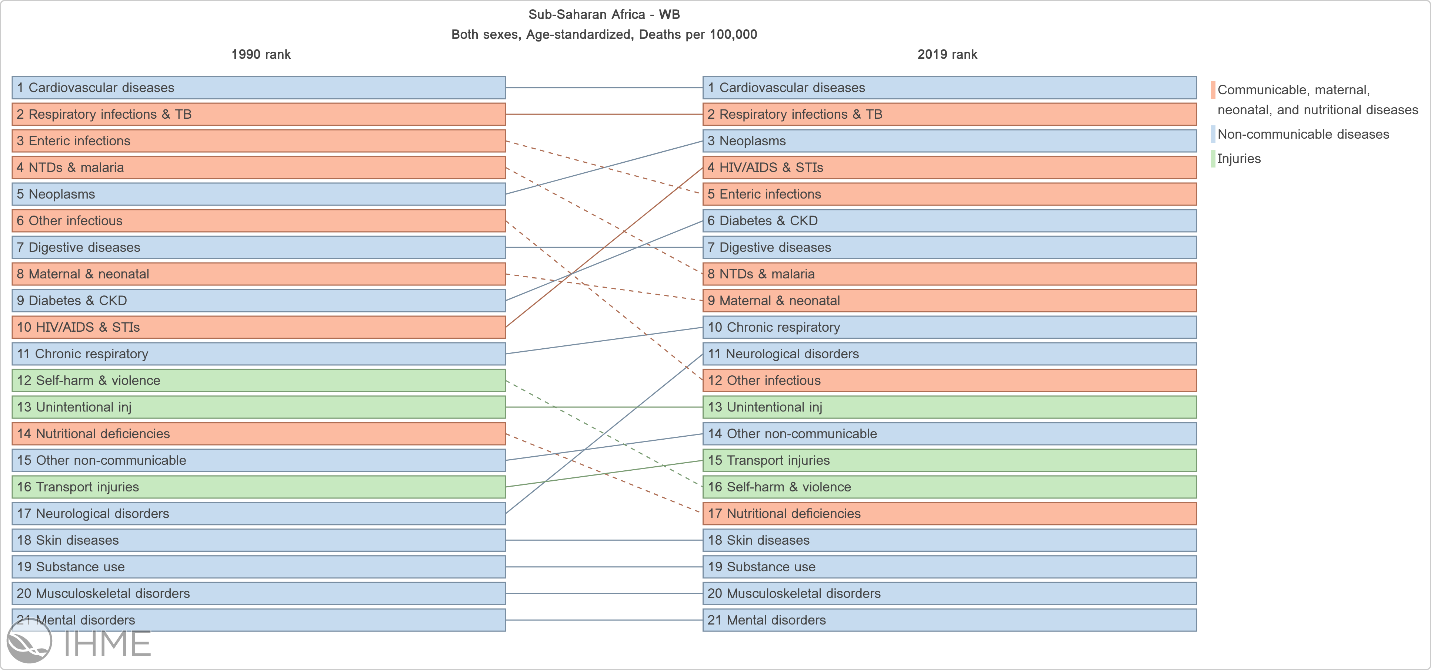 Sub-Saharan Africa - WB
Both sexes, Age-standardized, Deaths per 100,000
1990 rank
2019 rank
1 Cardiovascular diseases
2 Respiratory infections & TB
3 Enteric infections
4 NTDs & malaria
5 Neoplasms
6 Other infectious
7 Digestive diseases
8 Maternal & neonatal
9 Diabetes & CKD
10 HIV/AIDS & STIs
11 Chronic respiratory
12 Self-harm & violence
13 Unintentional inj
14 Nutritional deficiencies
15 Other non-communicable
16 Transport injuries
17 Neurological disorders
18 Skin diseases
19 Substance use
20 Musculoskeletal disorders
21 Mental disorders
1 Cardiovascular diseases
2 Respiratory infections & TB
3 Neoplasms
4 HIV/AIDS & STIs
5 Enteric infections
6 Diabetes & CKD
7 Digestive diseases
8 NTDs & malaria
9 Maternal & neonatal
10 Chronic respiratory
11 Neurological disorders
12 Other infectious
13 Unintentional inj
14 Other non-communicable
15 Transport injuries
16 Self-harm & violence
17 Nutritional deficiencies
18 Skin diseases
19 Substance use
20 Musculoskeletal disorders
21 Mental disorders
Communicable, maternal,
neonatal, and nutritional diseases
Non-communicable diseases
Injuries
IHME